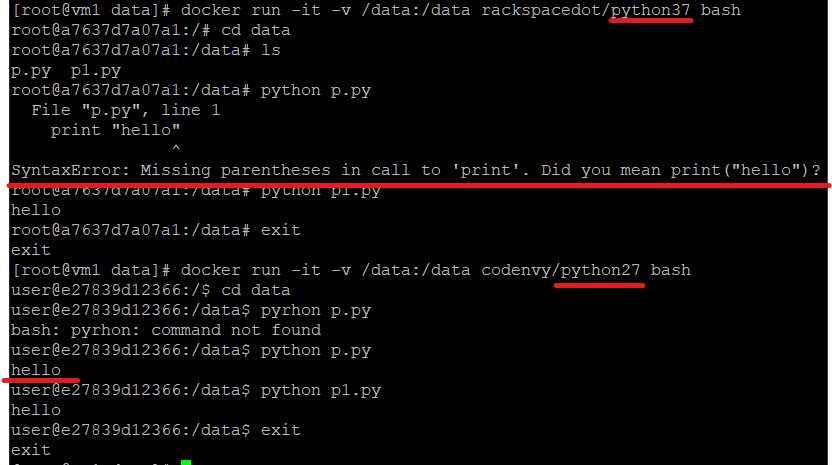 [root@vm1 data]# docker run -it -v /data:/data rackspacedot/python37 bash
root@a7637d7a07a1:/# cd data
root@a7637d7a07a1:/data# ls
p.py  p1.py
root@a7637d7a07a1:/data# python p.py
  File "p.py", line 1
    print "hello"
                ^
SyntaxError: Missing parentheses in call to 'print'. Did you mean print("hello")?
root@a7637d7a07a1:/data# python p1.py
hello
root@a7637d7a07a1:/data# exit
exit
[root@vm1 data]# docker run -it -v /data:/data codenvy/python27 bash
user@e27839d12366:/$ cd data
user@e27839d12366:/data$ pyrhon p.py
bash: pyrhon: command not found
user@e27839d12366:/data$ python p.py
hello
user@e27839d12366:/data$ python p1.py
hello
user@e27839d12366:/data$ exit
exit